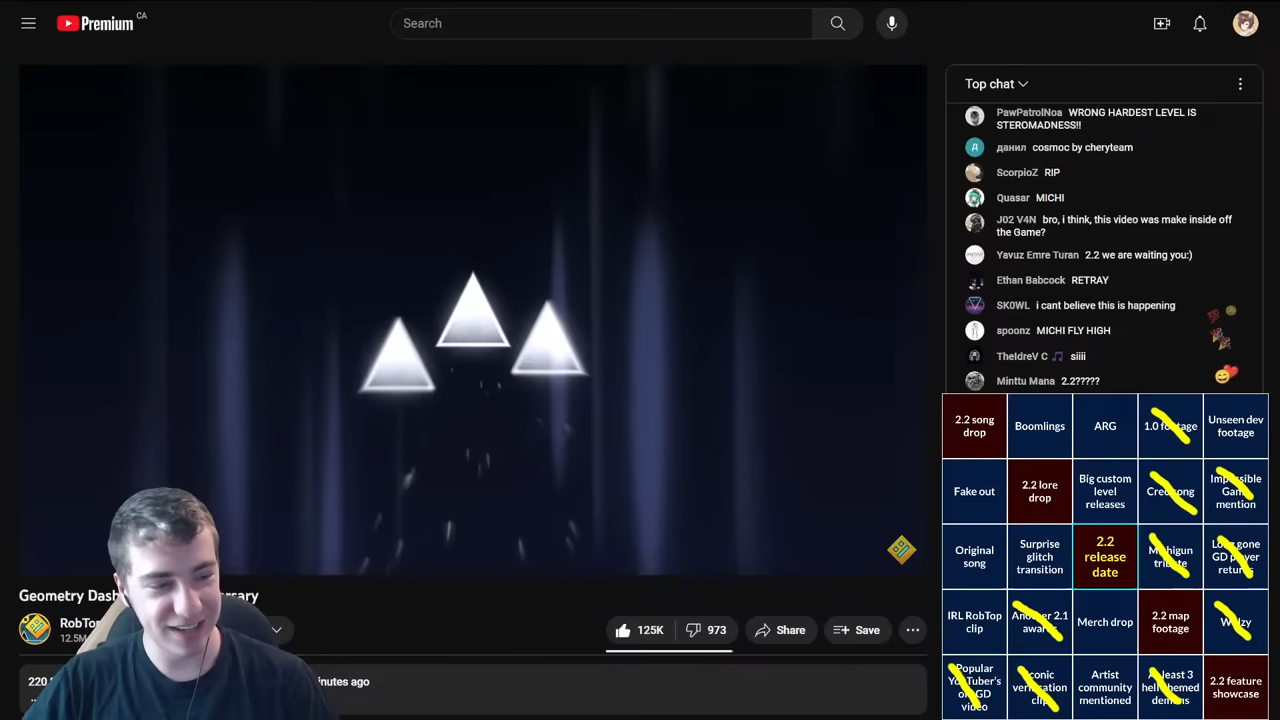 Premium CA
Search
Top chat
PawPatrolNoa WRONG HARDEST LEVEL IS
STEROMADNESS!!
Д
данил cosmoc by cheryteam
ScorpioZ RIP
Quasar MICHI
J02 V4N bro, i think, this video was make inside off
the Game?
Yavuz Emre Turan 2.2 we are waiting you:)
Ethan Babcock RETRAY
SK0WL i cant believe this is happening
spoonz MICHI FLY HIGH
TheIdreV C 🎵 siiii
Minttu Mana 2.2?????
Geometry Dash
RobTop
12.5M
125K
973
Share
Save
220
minutes ago
2.2 song
drop
Boomlings
ARG
1.0 footage
Unseen dev
footage
Fake out
2.2 lore
drop
Big custom
level
releases
Creo song
Impossible
Game
mention
Original
song
Surprise
glitch
transition
2.2
release
date
Michigun
tribute
Long gone
GD player
return
IRL RobTop
clip
Another 2.1
award
Merch drop
2.2 map
footage
Wulzy
Popular
YouTuber's
old GD
video
Iconic
verification
clip
Artist
community
mentioned
At least 3
hell themed
demons
2.2 feature
showcase